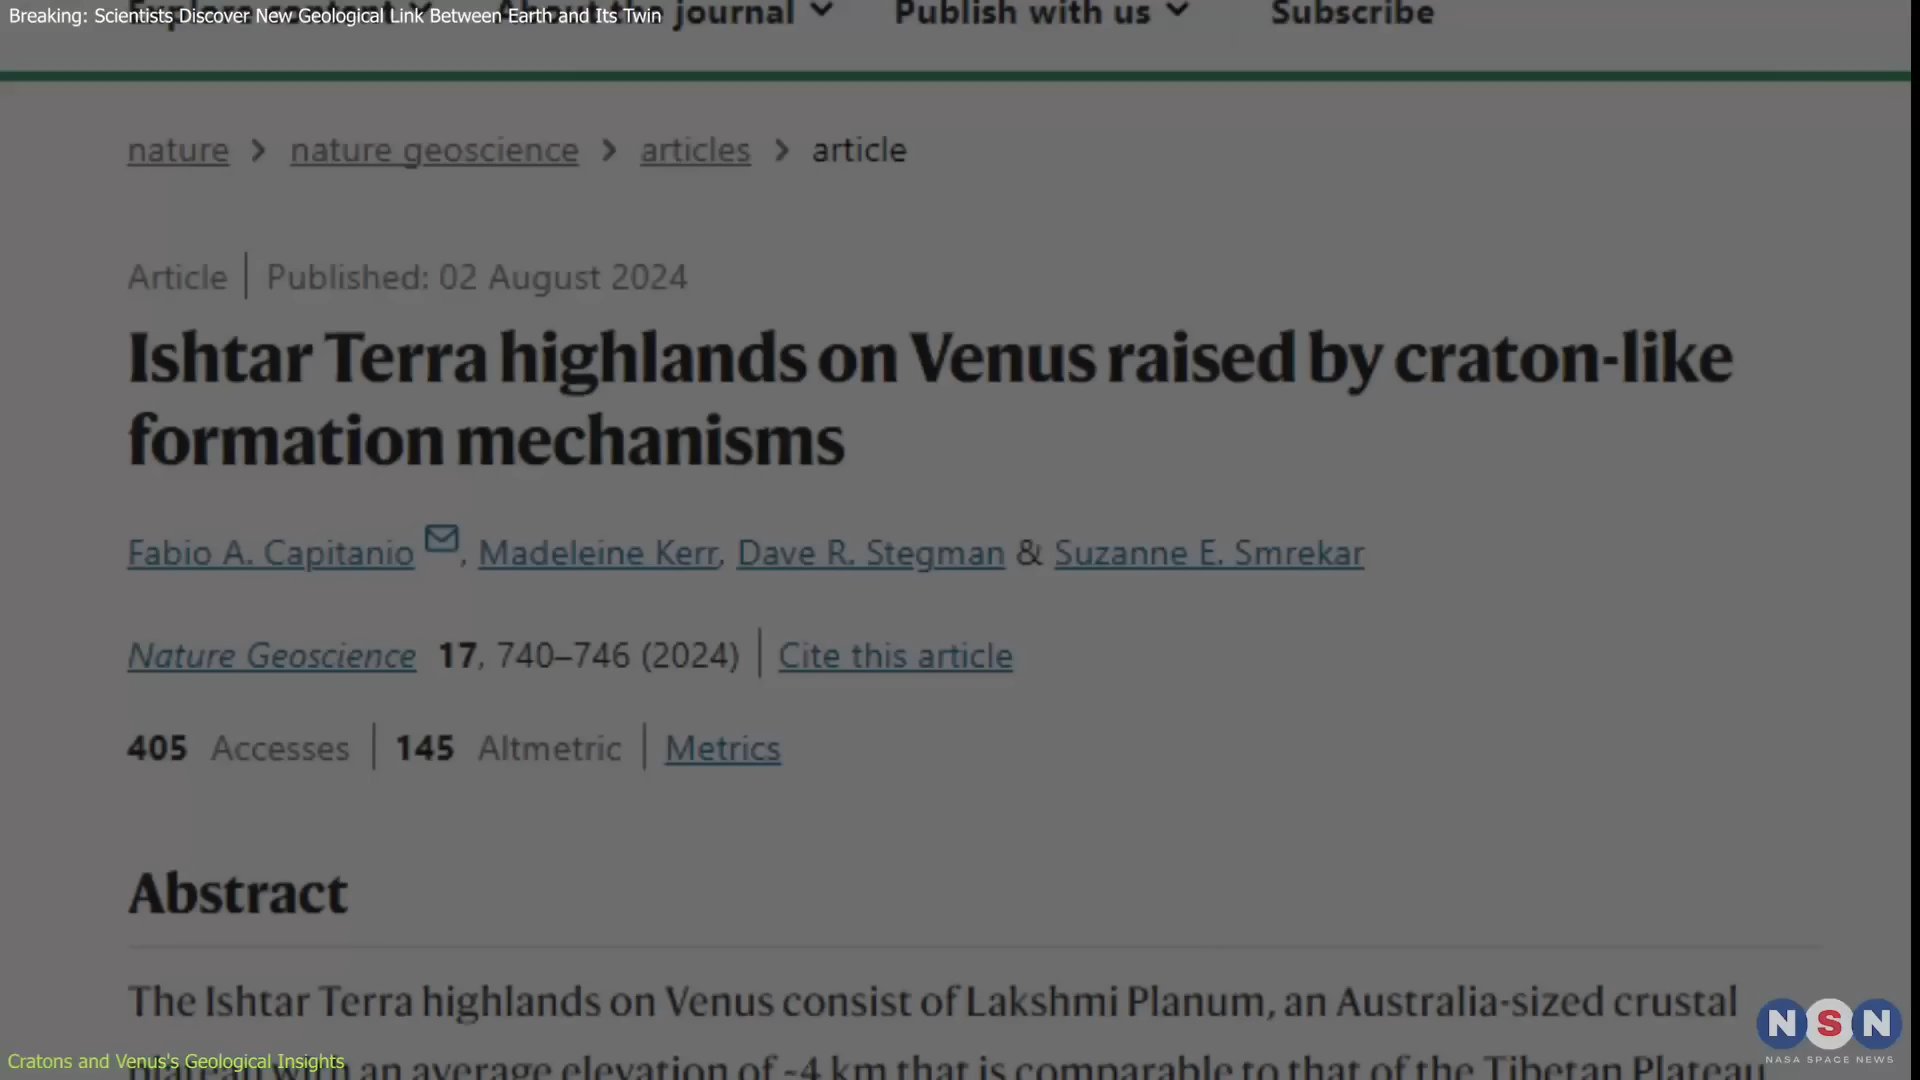 Breaking: Scientists Discover New Geological Link Between Earth and Its Twin
journal
Publish with us
Subscribe
nature > nature geoscience > articles > article
Article | Published: 02 August 2024
Ishtar Terra highlands on Venus raised by craton-like
formation mechanisms
Fabio A. Capitanio, Madeleine Kerr, Dave R. Stegman & Suzanne E. Smrekar
Nature Geoscience 17, 740–746 (2024) | Cite this article
405 Accesses | 145 Altmetric | Metrics
Abstract
The Ishtar Terra highlands on Venus consist of Lakshmi Planum, an Australia-sized crustal
an average elevation of ~4 km that is comparable to that of the Tibetan Plateau
Cratons and Venus's Geological Insights
NSN
NASA SPACE NEWS